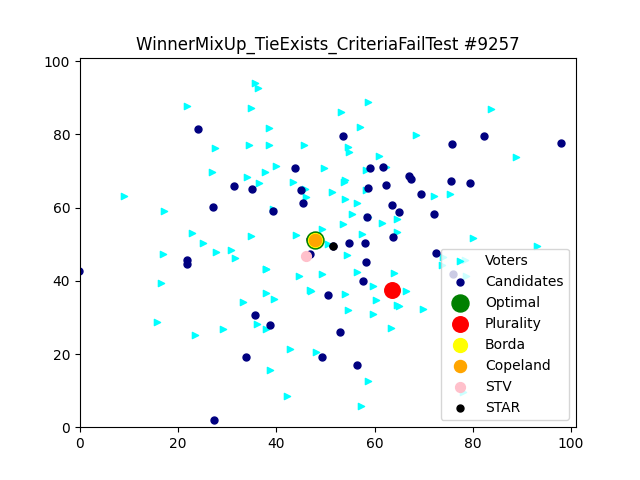 WinnerMixUp_TieExists_CriteriaFailTest #9257
100
80
60
40
20
0
0
20
40
60
80
100
Voters
Candidates
Optimal
Plurality
Borda
Copeland
STV
STAR